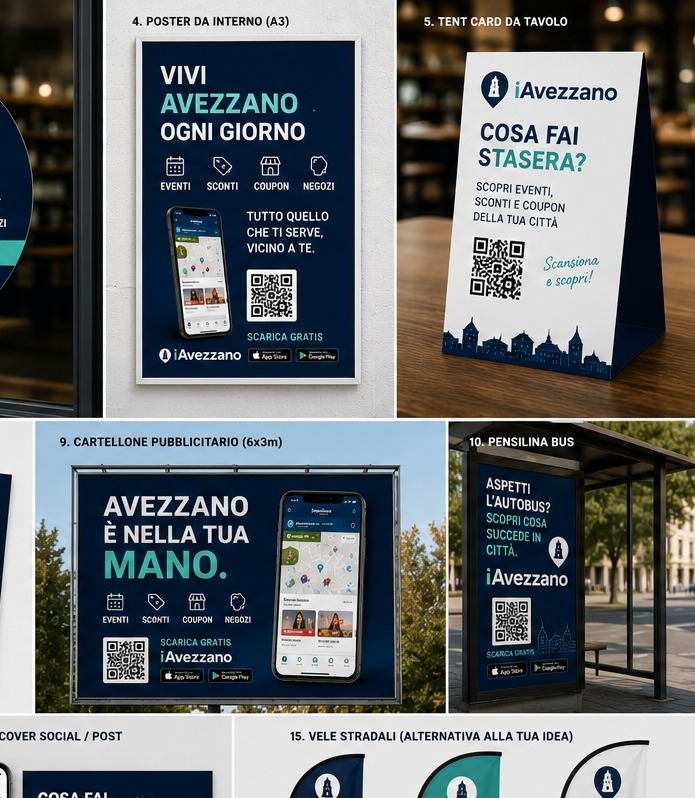 4. POSTER DA INTERNO (A3)
VIVI
AVEZZANO
OGNI GIORNO
EVENTI SCONTI COUPON NEGOZI
TUTTO QUELLO
CHE TI SERVE,
VICINO A TE.
SCARICA GRATIS
iAvezzano
App Store
Google Play
5. TENT CARD DA TAVOLO
iAvezzano
COSA FAI
STASERA?
SCOPRI EVENTI,
SCONTI E COUPON
DELLA TUA CITTÀ
Scansiona
e scopri!
ZI
9. CARTELLONE PUBBLICITARIO (6x3m)
AVEZZANO
È NELLA TUA
MANO.
EVENTI SCONTI COUPON NEGOZI
SCARICA GRATIS
iAvezzano
App Store
Google Play
10. PENSILINA BUS
ASPETTI
L'AUTOBUS?
SCOPRI COSA
SUCCEDE IN
CITTÀ.
iAvezzano
SCARICA GRATIS
App Store
Google Play
COVER SOCIAL / POST
COSA FAI
15. VELE STRADALI (ALTERNATIVA ALLA TUA IDEA)